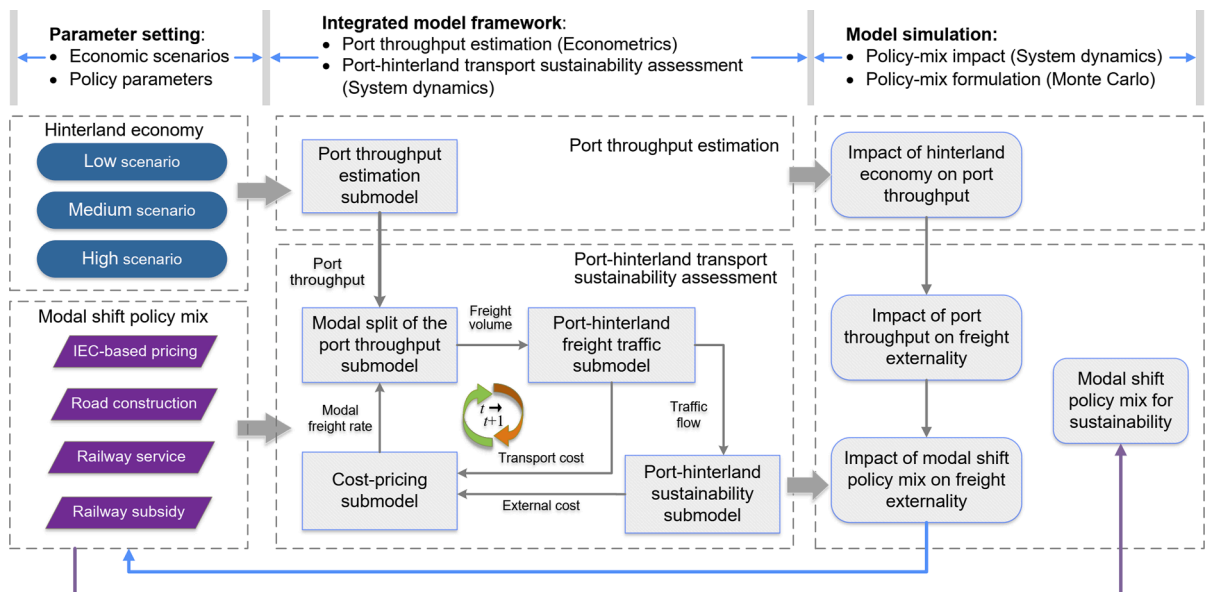 Parameter setting:
• Economic scenarios
• Policy parameters
Integrated model framework:
• Port throughput estimation (Econometrics)
• Port-hinterland transport sustainability assessment
(System dynamics)
Model simulation:
• Policy-mix impact (System dynamics)
• Policy-mix formulation (Monte Carlo)
Hinterland economy
Low scenario
Medium scenario
High scenario
Modal shift policy mix
IEC-based pricing
Road construction
Railway service
Railway subsidy
Port throughput estimation
Port throughput
estimation
submodel
Port
throughput
Port-hinterland transport
sustainability assessment
Modal split of the
port throughput
submodel
Freight
volume
Port-hinterland
freight traffic
submodel
Modal
freight rate
t →
t+1
Traffic
flow
Transport cost
Cost-pricing
submodel
External cost
Port-hinterland
sustainability
submodel
Impact of hinterland
economy on port
throughput
Impact of port
throughput on freight
externality
Impact of modal shift
policy mix on freight
externality
Modal shift
policy mix for
sustainability